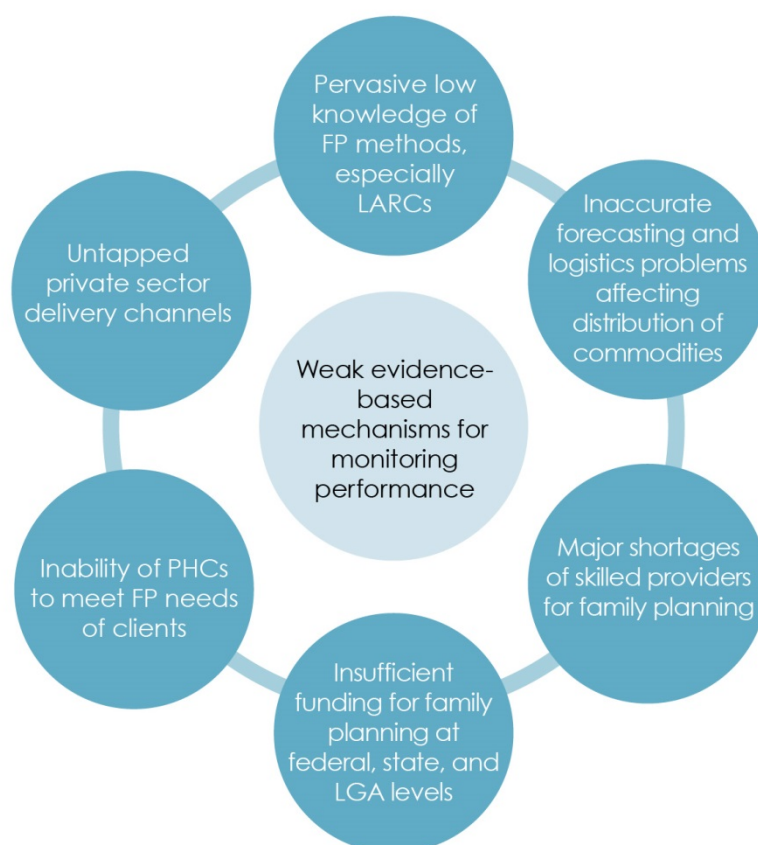 Pervasive low
knowledge of
FP methods,
especially
LARCs
Inaccurate
forecasting and
logistics problems
affecting
distribution of
commodities
Major shortages
of skilled providers
for family planning
Insufficient
funding for family
planning at
federal, state, and
LGA levels
Inability of PHCs
to meet FP needs
of clients
Untapped
private sector
delivery channels
Weak evidence-
based
mechanisms for
monitoring
performance